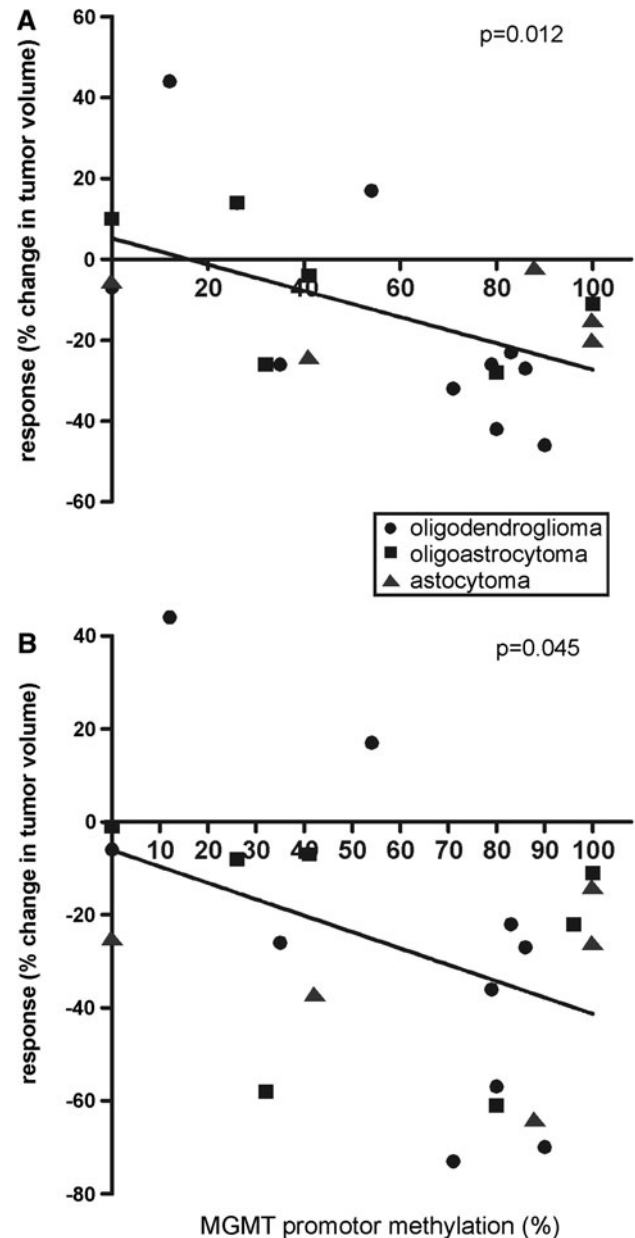 A
p=0.012
response (% change in tumor volume)
60
40
20
0
-20
-40
-60
20
40
60
80
100
oligodendroglioma
oligoastrocytoma
astocytoma
B
p=0.045
response (% change in tumor volume)
40
20
0
-20
-40
-60
-80
10
20
30
40
50
60
70
80
90
100
MGMT promotor methylation (%)